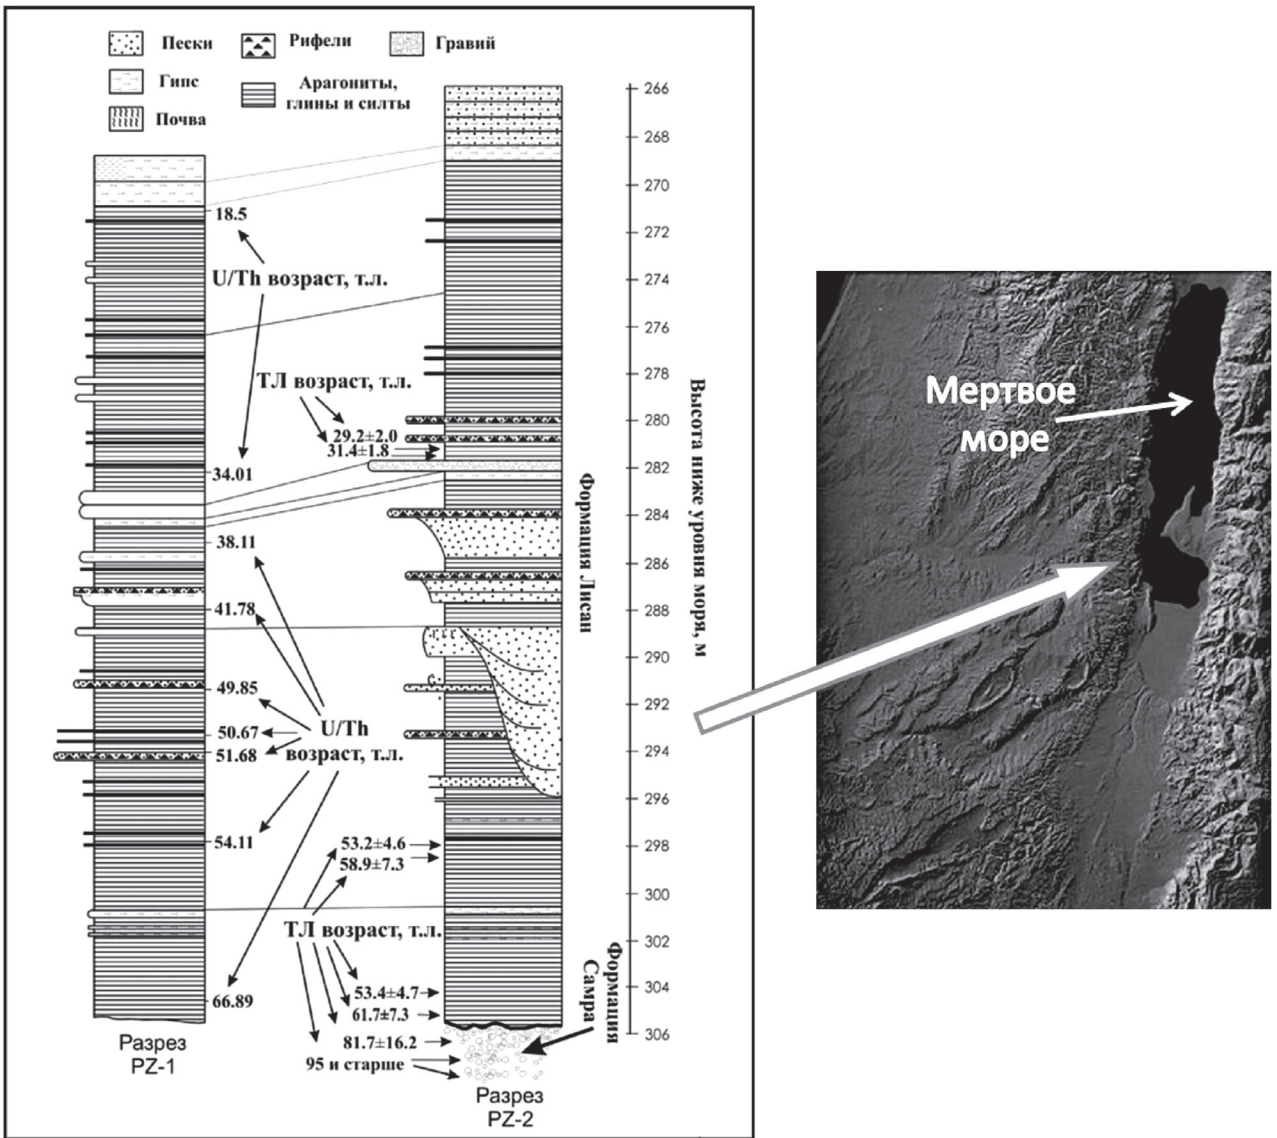 Пески
Рифели
Гравий
Гипс
Арагониты,
глины и силты
Почва
266
268
270
272
274
276
278
280
282
284
286
288
290
292
294
296
298
300
302
304
306
18.5
U/Th возраст, т.л.
ТЛ возраст, т.л.
29.2±2.0
31.4±1.8
34.01
38.11
41.78
49.85
50.67
51.68
U/Th
возраст, т.л.
54.11
53.2±4.6
58.9±7.3
ТЛ возраст, т.л.
66.89
53.4±4.7
61.7±7.3
81.7±16.2
95 и старше
Разрез
PZ-1
Разрез
PZ-2
Формация Лисан
Формация
Самра
Высота ниже уровня моря, м
Мертвое
море